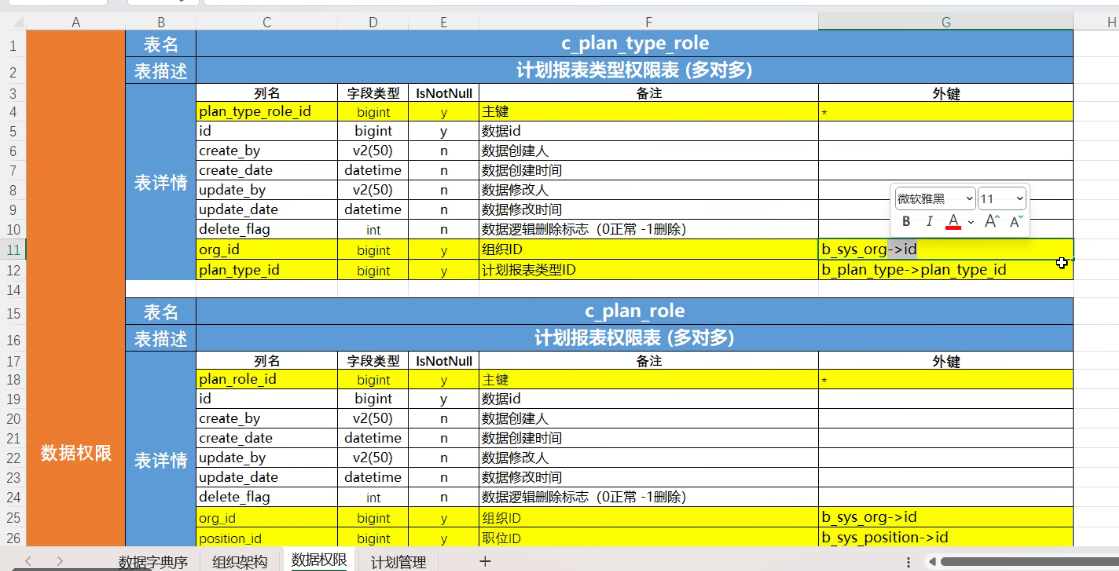 A B C D E F G H
1 表名 c_plan_type_role
2 表描述 计划报表类型权限表 (多对多)
3 列名 字段类型 IsNotNull 备注 外键
4 plan_type_role_id bigint y 主键 *
5 id bigint y 数据id
6 create_by v2(50) n 数据创建人
7 create_date datetime n 数据创建时间
表详情
8 update_by v2(50) n 数据修改人
微软雅黑 11
9 update_date datetime n 数据修改时间
B I A A A
10 delete_flag int n 数据逻辑删除标志（0正常 -1删除）
11 org_id bigint y 组织ID b_sys_org->id
12 plan_type_id bigint y 计划报表类型ID b_plan_type->plan_type_id
14
15 表名 c_plan_role
16 表描述 计划报表权限表 (多对多)
17 列名 字段类型 IsNotNull 备注 外键
18 plan_role_id bigint y 主键 *
19 id bigint y 数据id
20 create_by v2(50) n 数据创建人
21 create_date datetime n 数据创建时间
数据权限
22 update_by v2(50) n 数据修改人
表详情
23 update_date datetime n 数据修改时间
24 delete_flag int n 数据逻辑删除标志（0正常 -1删除）
25 org_id bigint y 组织ID b_sys_org->id
26 position_id bigint y 职位ID b_sys_position->id
数据字典序 组织架构 数据权限 计划管理 +